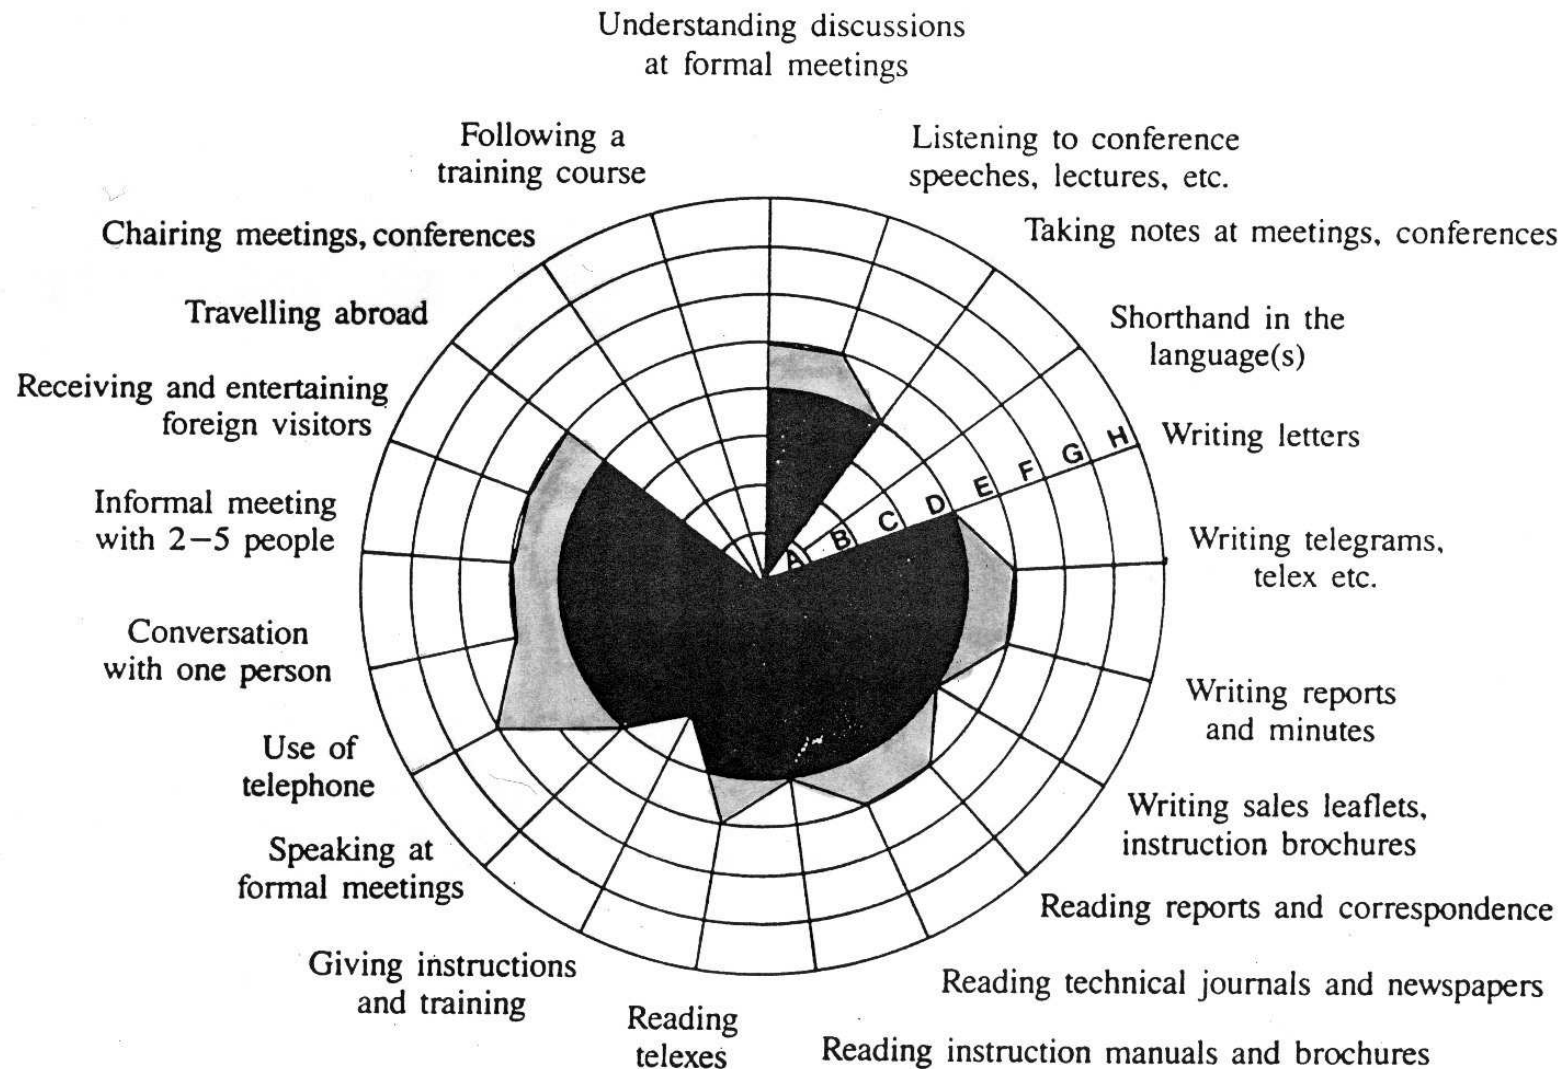 Understanding discussions
at formal meetings
Listening to conference
speeches, lectures, etc.
Taking notes at meetings, conferences
Shorthand in the
language(s)
Writing letters
Writing telegrams,
telex etc.
Writing reports
and minutes
Writing sales leaflets,
instruction brochures
Reading reports and correspondence
Reading technical journals and newspapers
Reading instruction manuals and brochures
Reading
telexes
Giving instructions
and training
Speaking at
formal meetings
Use of
telephone
Conversation
with one person
Informal meeting
with 2–5 people
Receiving and entertaining
foreign visitors
Travelling abroad
Chairing meetings, conferences
Following a
training course
A B C D E F G H